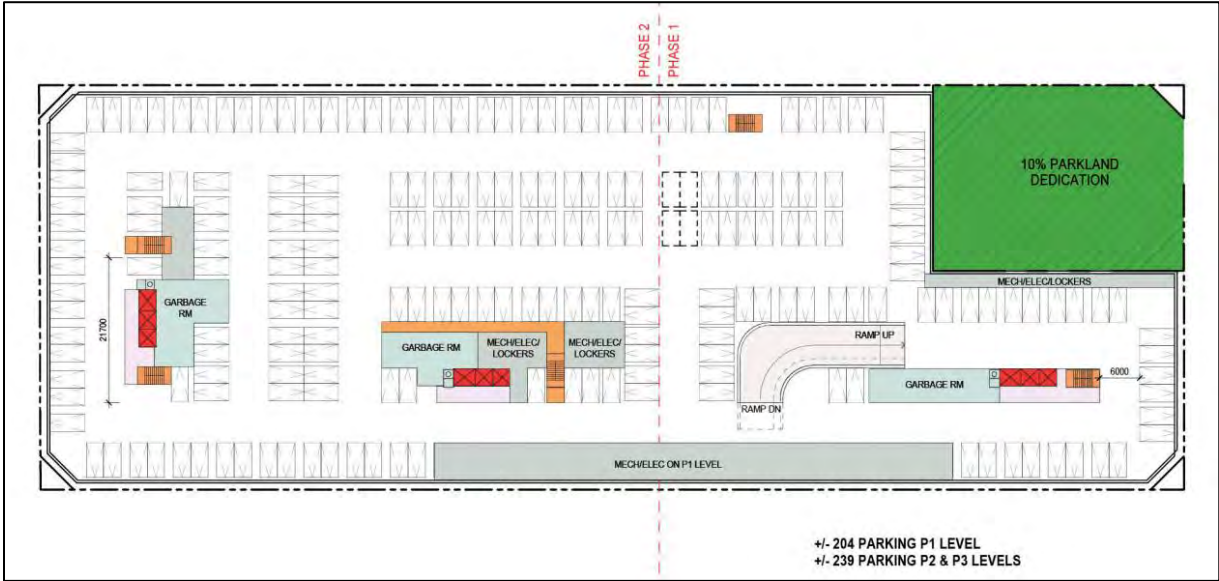 PHASE 2
PHASE 1
10% PARKLAND
DEDICATION
MECH/ELEC/LOCKERS
GARBAGE
RM
21700
RAMP UP
GARBAGE RM
MECH/ELEC/
LOCKERS
MECH/ELEC/
LOCKERS
GARBAGE RM
6000
RAMP DN
MECH/ELEC ON P1 LEVEL
+/- 204 PARKING P1 LEVEL
+/- 239 PARKING P2 & P3 LEVELS